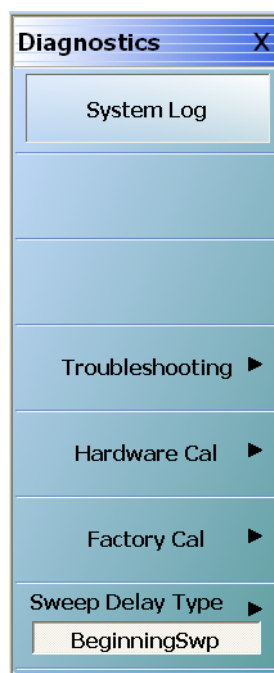 Diagnostics X
System Log
Troubleshooting
Hardware Cal
Factory Cal
Sweep Delay Type
BeginningSwp